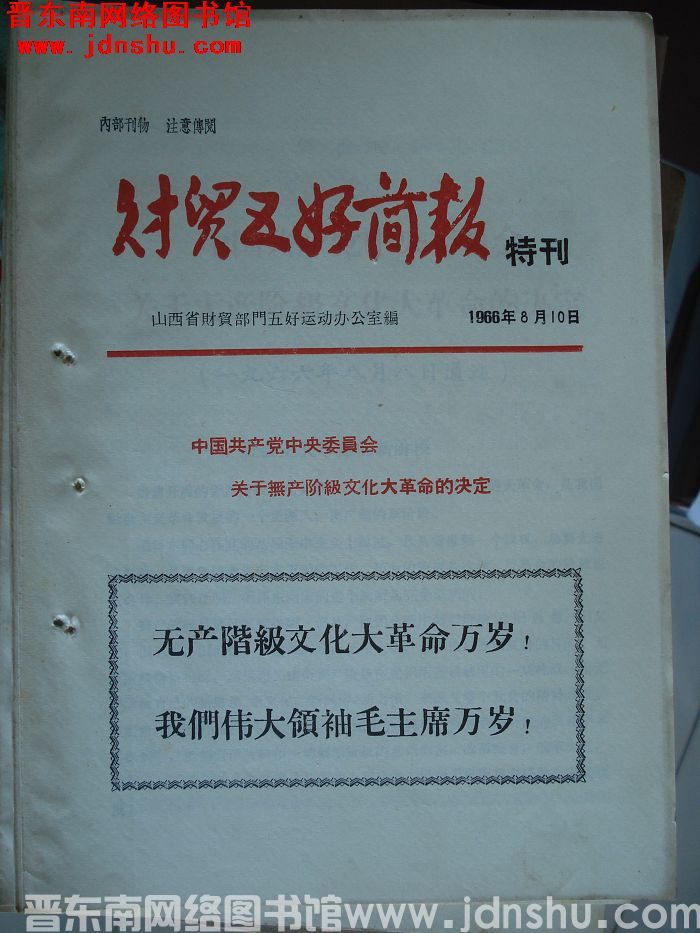 晋东南网络图书馆
www.jdnshu.com
內部刊物　注意傳閱
财贸五好简报 特刊
山西省財貿部門五好运动办公室編　1966年8月10日
中国共产党中央委員会
关于無产阶級文化大革命的决定
无产階級文化大革命万岁！
我們伟大領袖毛主席万岁！
晋东南网络图书馆www.jdnshu.com